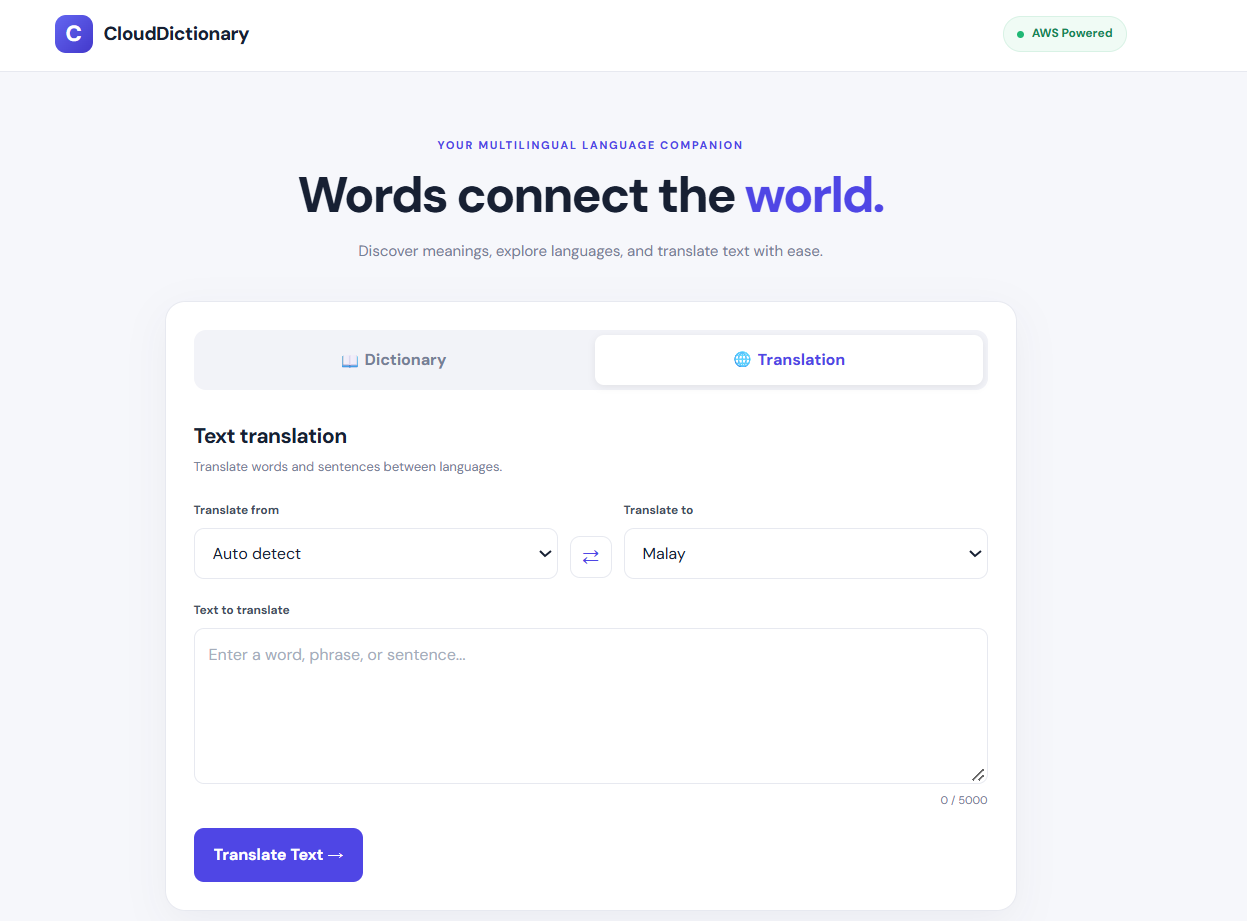 C CloudDictionary
AWS Powered
YOUR MULTILINGUAL LANGUAGE COMPANION
Words connect the world.
Discover meanings, explore languages, and translate text with ease.
📖 Dictionary
🌐 Translation
Text translation
Translate words and sentences between languages.
Translate from
Translate to
Auto detect
⇄
Malay
Text to translate
Enter a word, phrase, or sentence...
0 / 5000
Translate Text →